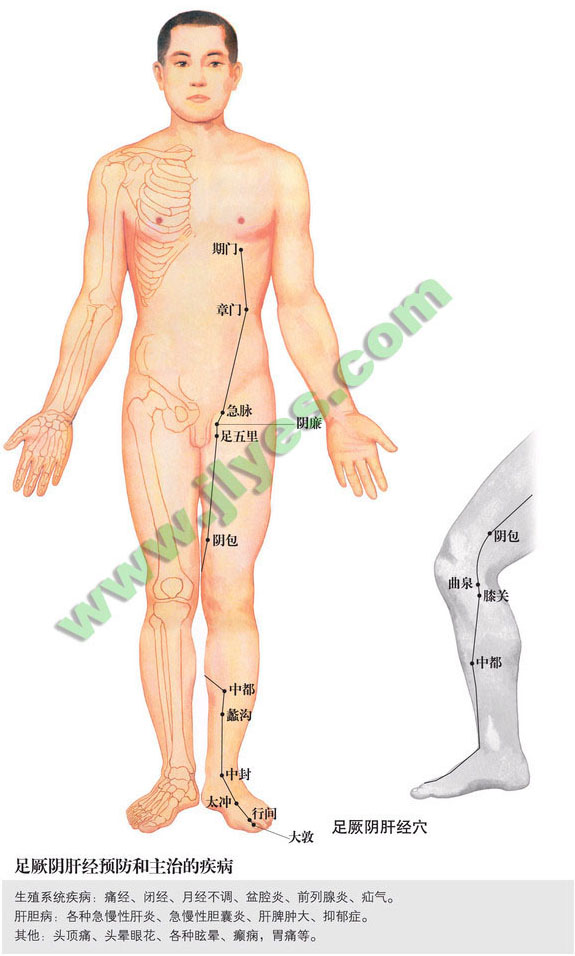 期门
章门
急脉
阴廉
足五里
阴包
中都
蠡沟
中封
太冲
行间
大敦
阴包
曲泉
膝关
中都
足厥阴肝经穴
www.jlyes.com
足厥阴肝经预防和主治的疾病
生殖系统疾病：痛经、闭经、月经不调、盆腔炎、前列腺炎、疝气。
肝胆病：各种急慢性肝炎、急慢性胆囊炎、肝脾肿大、抑郁症。
其他：头顶痛、头晕眼花、各种眩晕、癫痫，胃痛等。